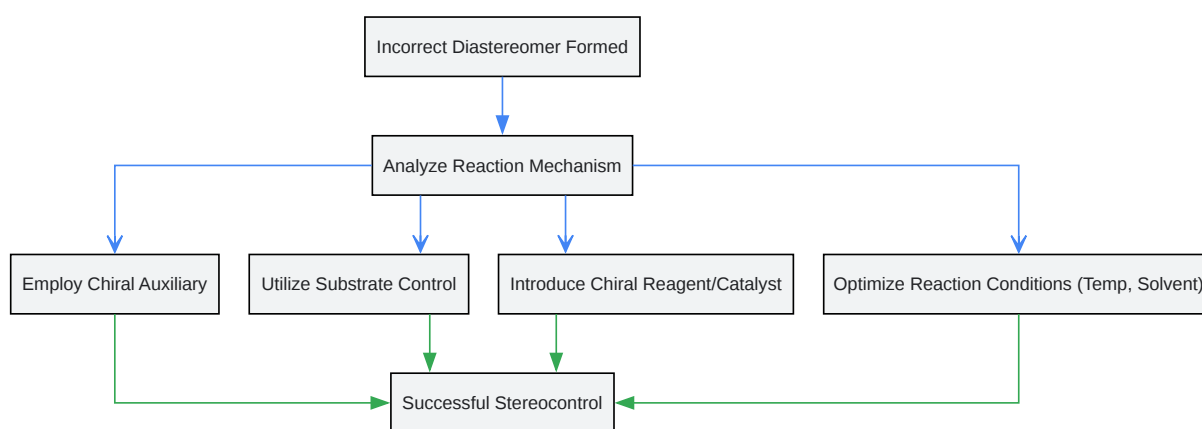 Incorrect Diastereomer Formed
Analyze Reaction Mechanism
Employ Chiral Auxiliary
Utilize Substrate Control
Introduce Chiral Reagent/Catalyst
Optimize Reaction Conditions (Temp, Solvent)
Successful Stereocontrol